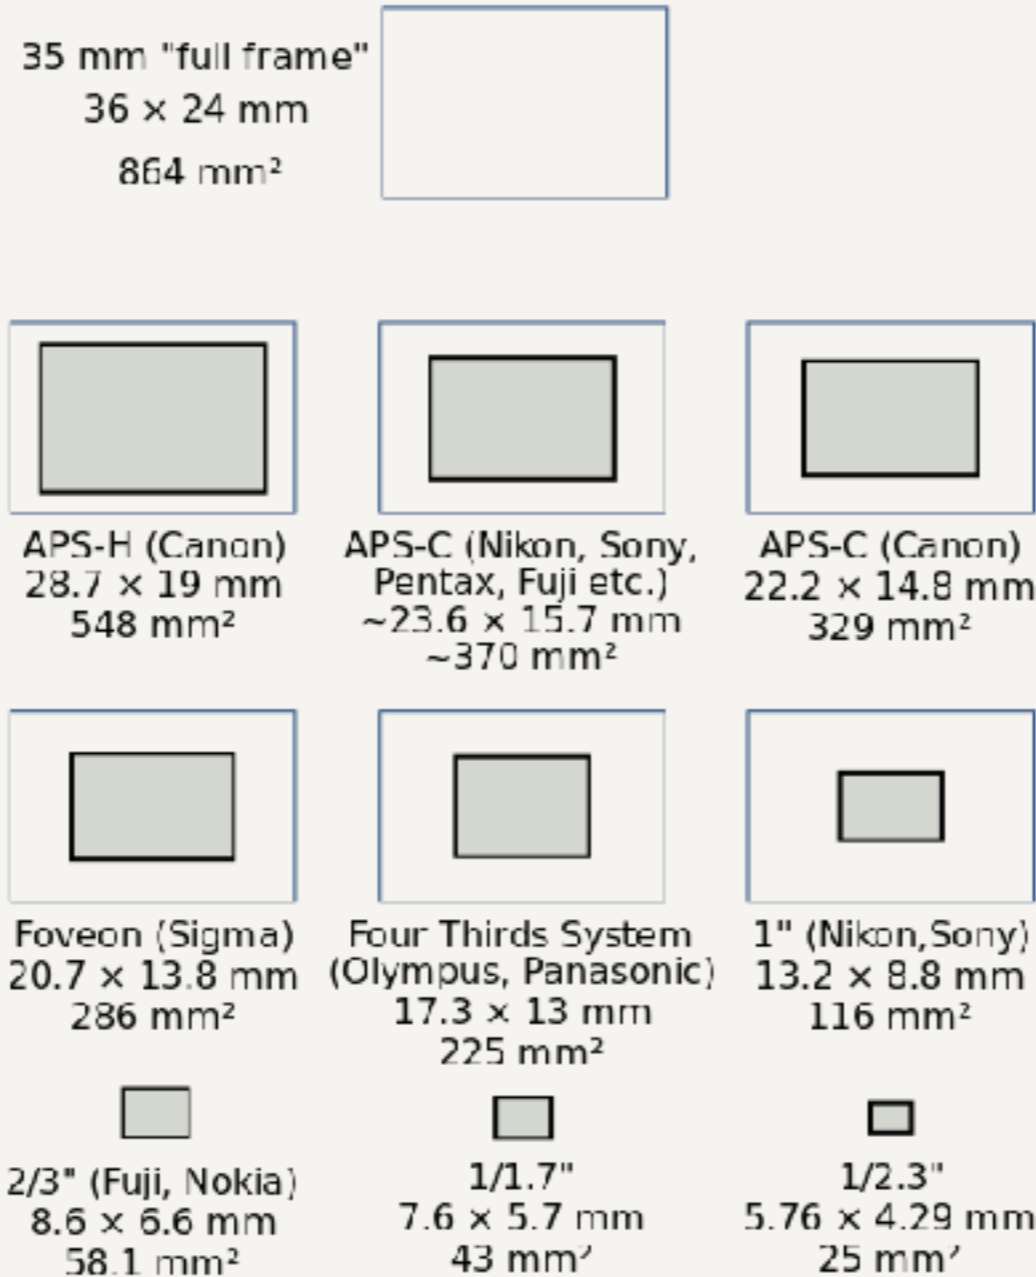 35 mm "full frame"
36 × 24 mm
864 mm²
APS-H (Canon)
28.7 × 19 mm
548 mm²
APS-C (Nikon, Sony,
Pentax, Fuji etc.)
~23.6 × 15.7 mm
~370 mm²
APS-C (Canon)
22.2 × 14.8 mm
329 mm²
Foveon (Sigma)
20.7 × 13.8 mm
286 mm²
Four Thirds System
(Olympus, Panasonic)
17.3 × 13 mm
225 mm²
1" (Nikon,Sony)
13.2 × 8.8 mm
116 mm²
2/3" (Fuji, Nokia)
8.6 × 6.6 mm
58.1 mm²
1/1.7"
7.6 × 5.7 mm
43 mm²
1/2.3"
5.76 × 4.29 mm
25 mm²